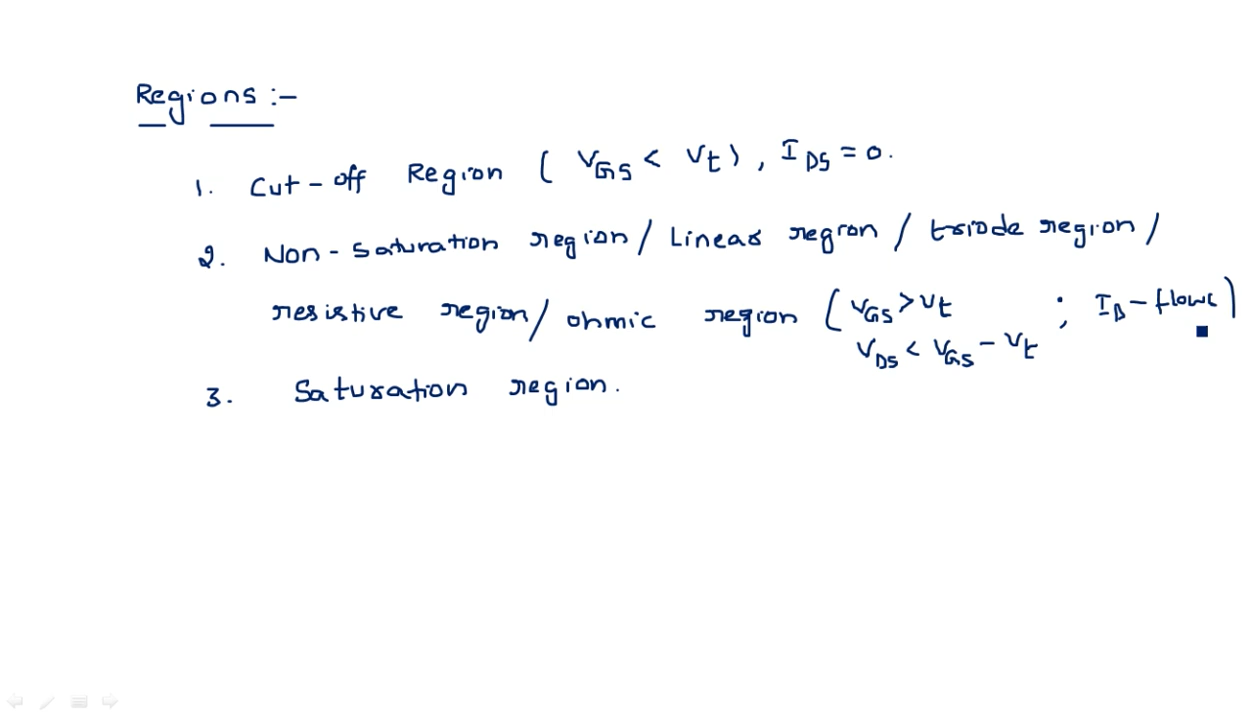 Regions :-
1. Cut-off Region ( VGS < Vt ) , IDS = 0.
2. Non-saturation region / Linear region / triode region /
resistive region / ohmic region ( VGS > Vt ; ID - flows )
VDS < VGS - Vt
3. Saturation region.